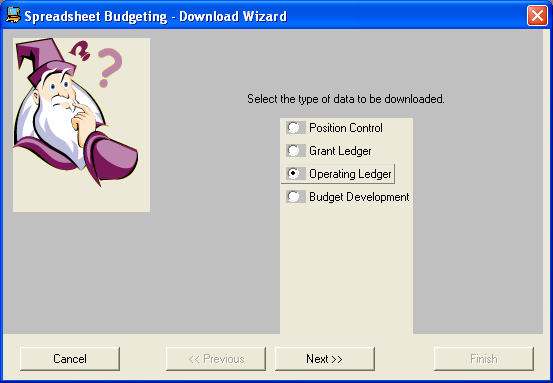 Spreadsheet Budgeting - Download Wizard
? ?
Select the type of data to be downloaded.
Position Control
Grant Ledger
Operating Ledger
Budget Development
Cancel
<< Previous
Next >>
Finish